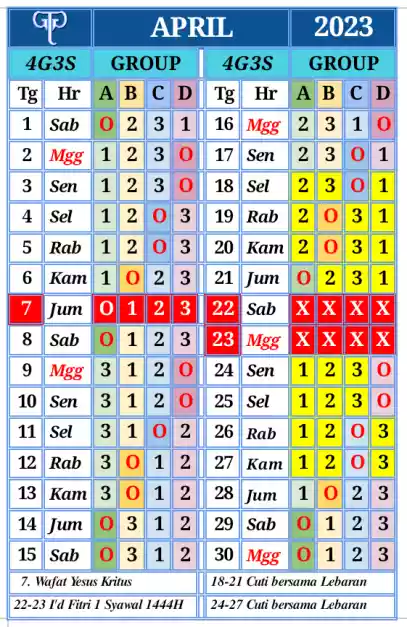 APRIL 2023
4G3S GROUP 4G3S GROUP
Tg Hr A B C D Tg Hr A B C D
1 Sab O 2 3 1 16 Mgg 2 3 1 O
2 Mgg 1 2 3 O 17 Sen 2 3 O 1
3 Sen 1 2 3 O 18 Sel 2 3 O 1
4 Sel 1 2 O 3 19 Rab 2 O 3 1
5 Rab 1 2 O 3 20 Kam 2 O 3 1
6 Kam 1 O 2 3 21 Jum O 2 3 1
7 Jum O 1 2 3 22 Sab X X X X
8 Sab O 1 2 3 23 Mgg X X X X
9 Mgg 3 1 2 O 24 Sen 1 2 3 O
10 Sen 3 1 2 O 25 Sel 1 2 3 O
11 Sel 3 1 O 2 26 Rab 1 2 O 3
12 Rab 3 O 1 2 27 Kam 1 2 O 3
13 Kam 3 O 1 2 28 Jum 1 O 2 3
14 Jum O 3 1 2 29 Sab O 1 2 3
15 Sab O 3 1 2 30 Mgg O 1 2 3
7. Wafat Yesus Kritus 18-21 Cuti bersama Lebaran
22-23 I'd Fitri 1 Syawal 1444H 24-27 Cuti bersama Lebaran